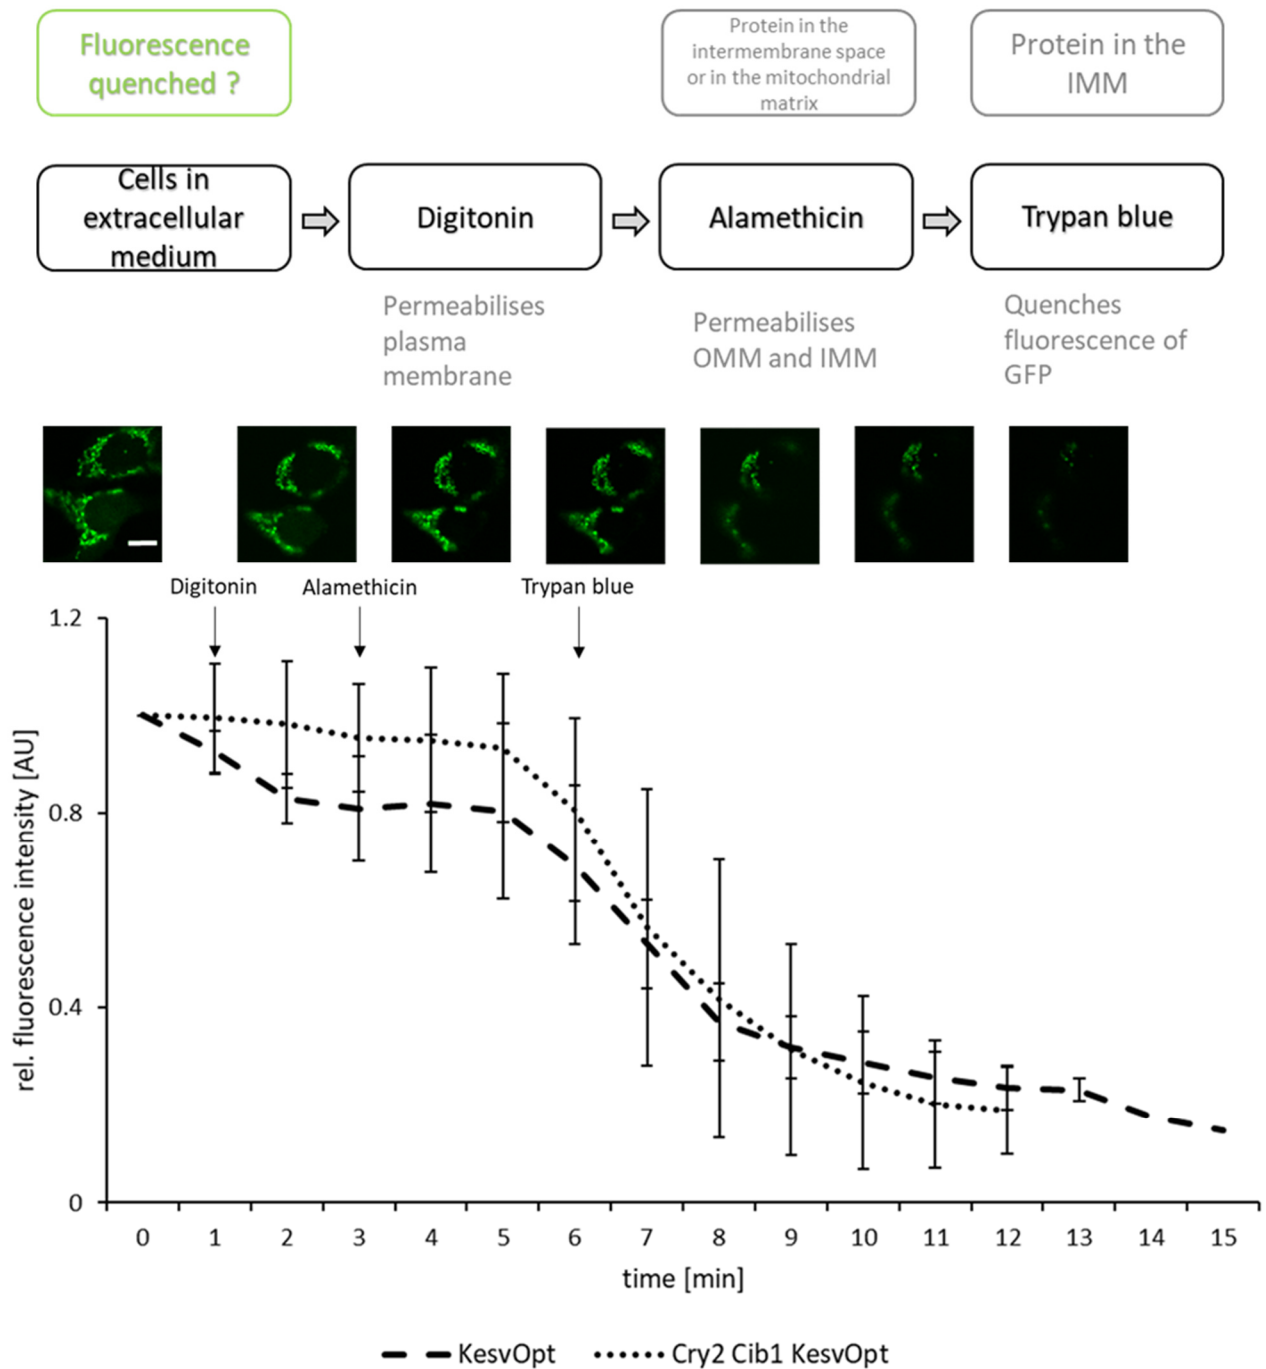 Fluorescence
quenched ?
Protein in the
intermembrane space
or in the mitochondrial
matrix
Protein in the
IMM
Cells in
extracellular
medium
Digitonin
Alamethicin
Trypan blue
Permeabilises
plasma
membrane
Permeabilises
OMM and IMM
Quenches
fluorescence of
GFP
Digitonin
Alamethicin
Trypan blue
1.2
0.8
0.4
0
rel. fluorescence intensity [AU]
0 1 2 3 4 5 6 7 8 9 10 11 12 13 14 15
time [min]
KesvOpt
Cry2 Cib1 KesvOpt